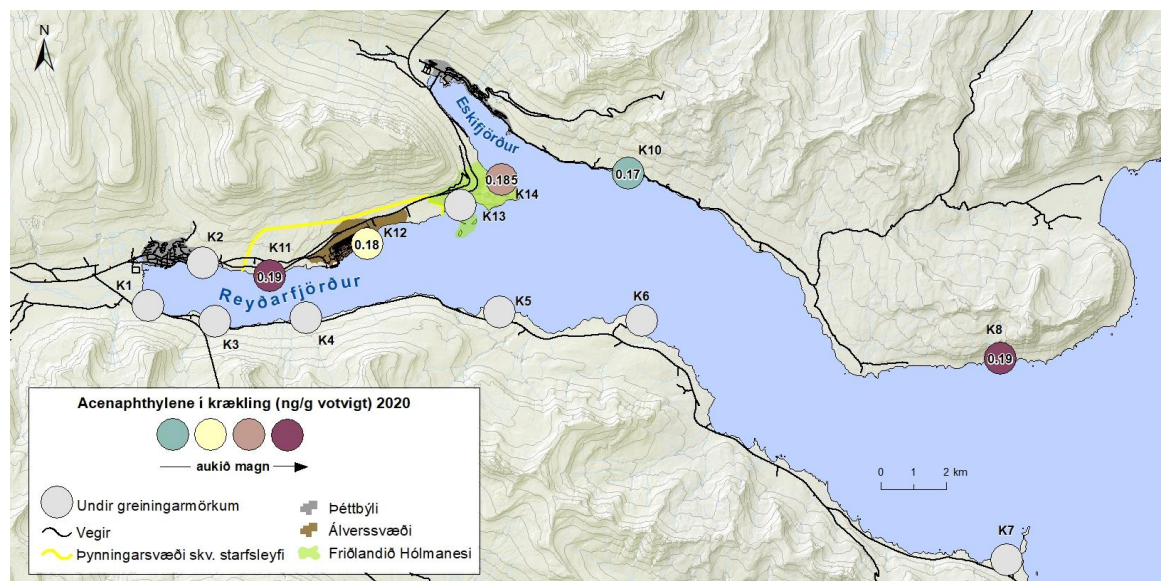 N
Eskifjörður
K10
0.17
0.185
K14
K13
K2
K11
K12
0.18
0.19
K1
Reyðarfjörður
K5
K6
K3
K4
K8
0.19
Acenaphthylene í krækling (ng/g votvigt) 2020
aukið magn
Undir greiningarmörkum
Vegir
Þynningarsvæði skv. starfsleyfi
Þéttbýli
Álverssvæði
Friðlandið Hólmanesi
0 1 2 km
K7